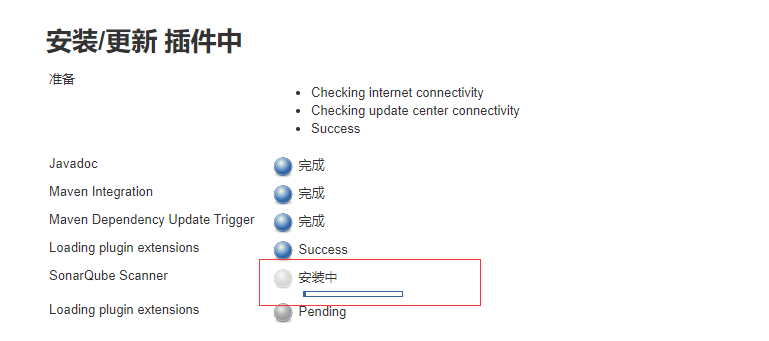 安装/更新 插件中
准备
Checking internet connectivity
Checking update center connectivity
Success
Javadoc 完成
Maven Integration 完成
Maven Dependency Update Trigger 完成
Loading plugin extensions Success
SonarQube Scanner 安装中
Loading plugin extensions Pending